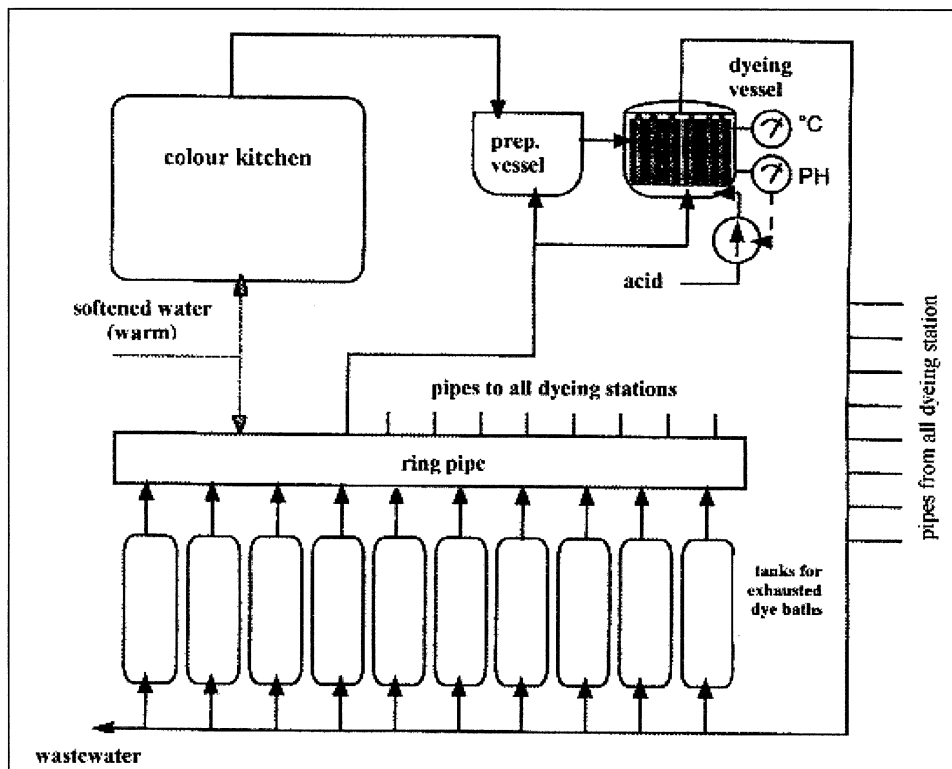 dyeing
vessel
°C
colour kitchen
prep.
vessel
PH
acid
softened water
(warm)
pipes to all dyeing stations
pipes from all dyeing station
ring pipe
tanks for
exhausted
dye baths
wastewater